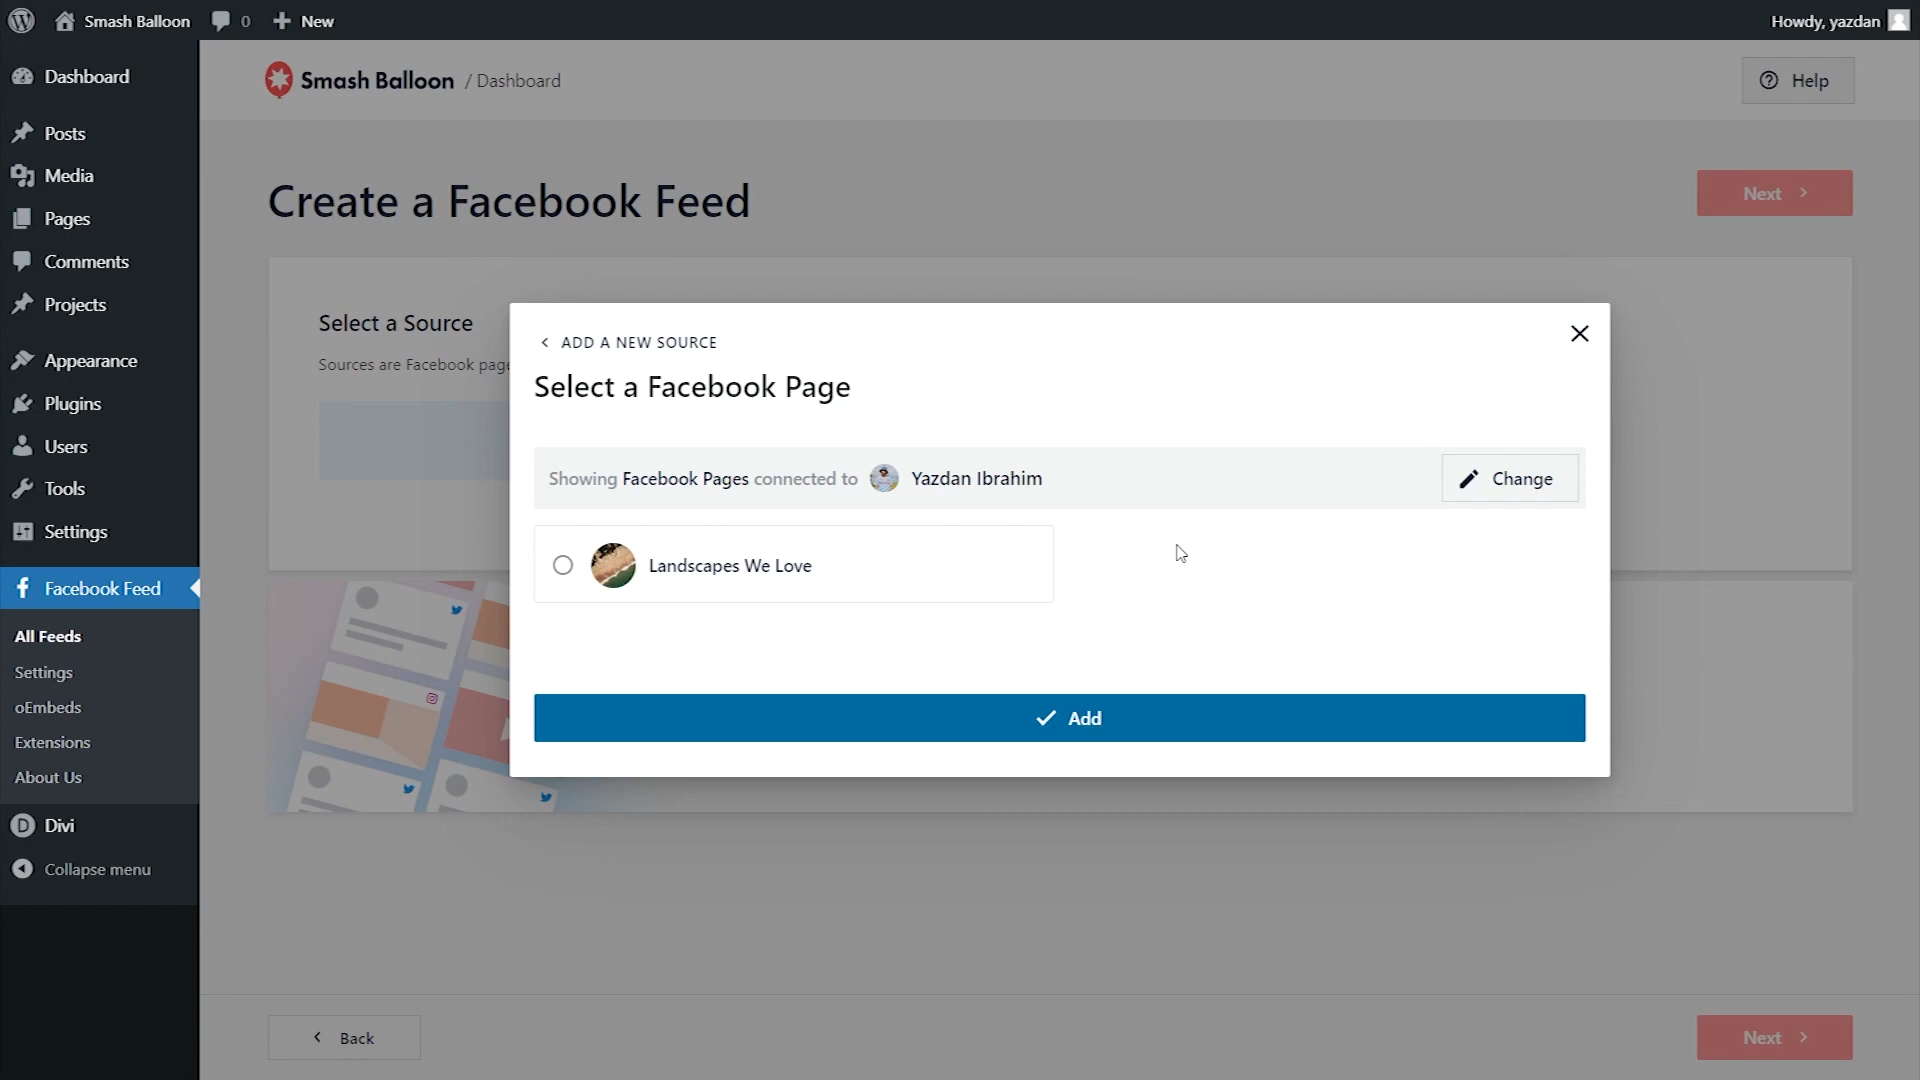 Smash Balloon
0
New
Howdy, yazdan
Dashboard
Posts
Media
Pages
Comments
Projects
Appearance
Plugins
Users
Tools
Settings
Facebook Feed
All Feeds
Settings
oEmbeds
Extensions
About Us
Divi
Collapse menu
Smash Balloon / Dashboard
Help
Create a Facebook Feed
Next
Select a Source
Sources are Facebook page
ADD A NEW SOURCE
Select a Facebook Page
Showing Facebook Pages connected to Yazdan Ibrahim
Change
Landscapes We Love
Add
Back
Next